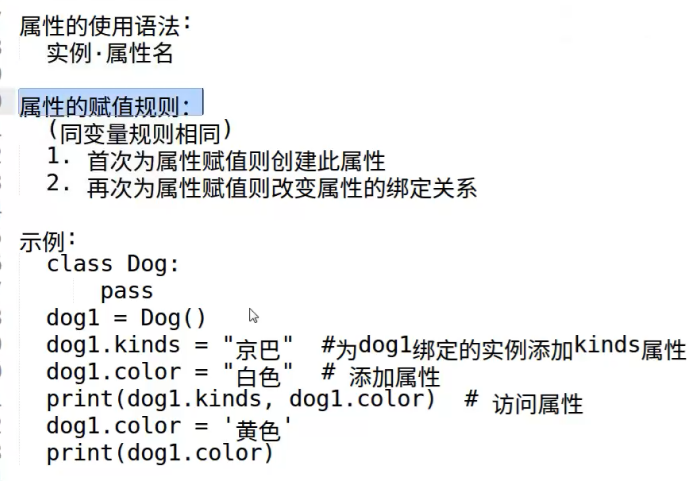 属性的使用语法：
实例.属性名
属性的赋值规则：
(同变量规则相同)
1. 首次为属性赋值则创建此属性
2. 再次为属性赋值则改变属性的绑定关系
示例：
class Dog:
pass
dog1 = Dog()
dog1.kinds = "京巴"  #为dog1绑定的实例添加kinds属性
dog1.color = "白色"  # 添加属性
print(dog1.kinds, dog1.color)  # 访问属性
dog1.color = '黄色'
print(dog1.color)